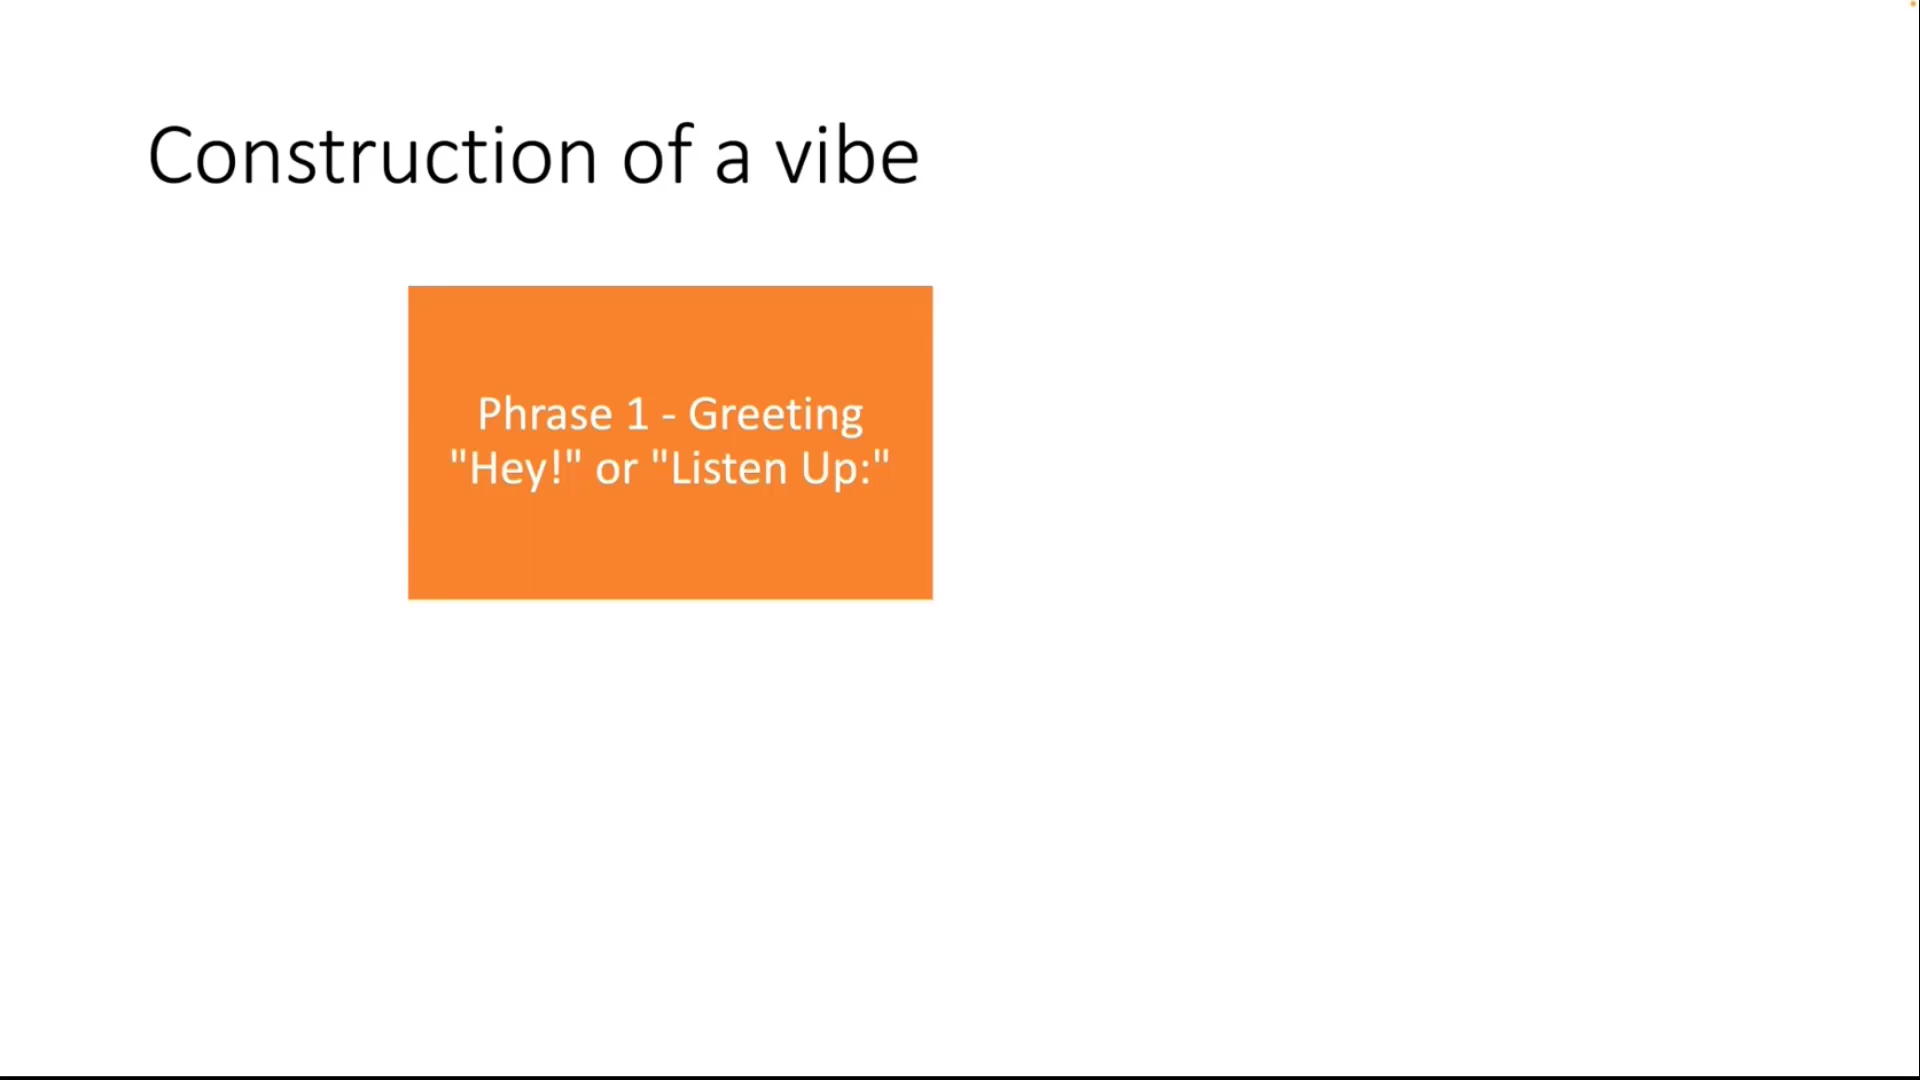 Construction of a vibe
Phrase 1 - Greeting
"Hey!" or "Listen Up:"